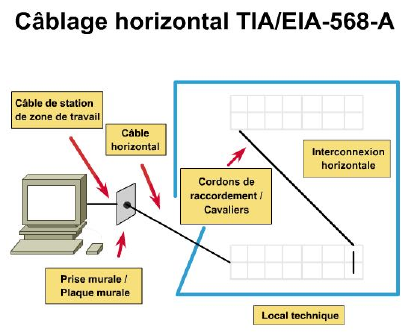 Câblage horizontal TIA/EIA-568-A
Câble de station
de zone de travail
Câble
horizontal
Interconnexion
horizontale
Cordons de
raccordement /
Cavaliers
Prise murale /
Plaque murale
Local technique